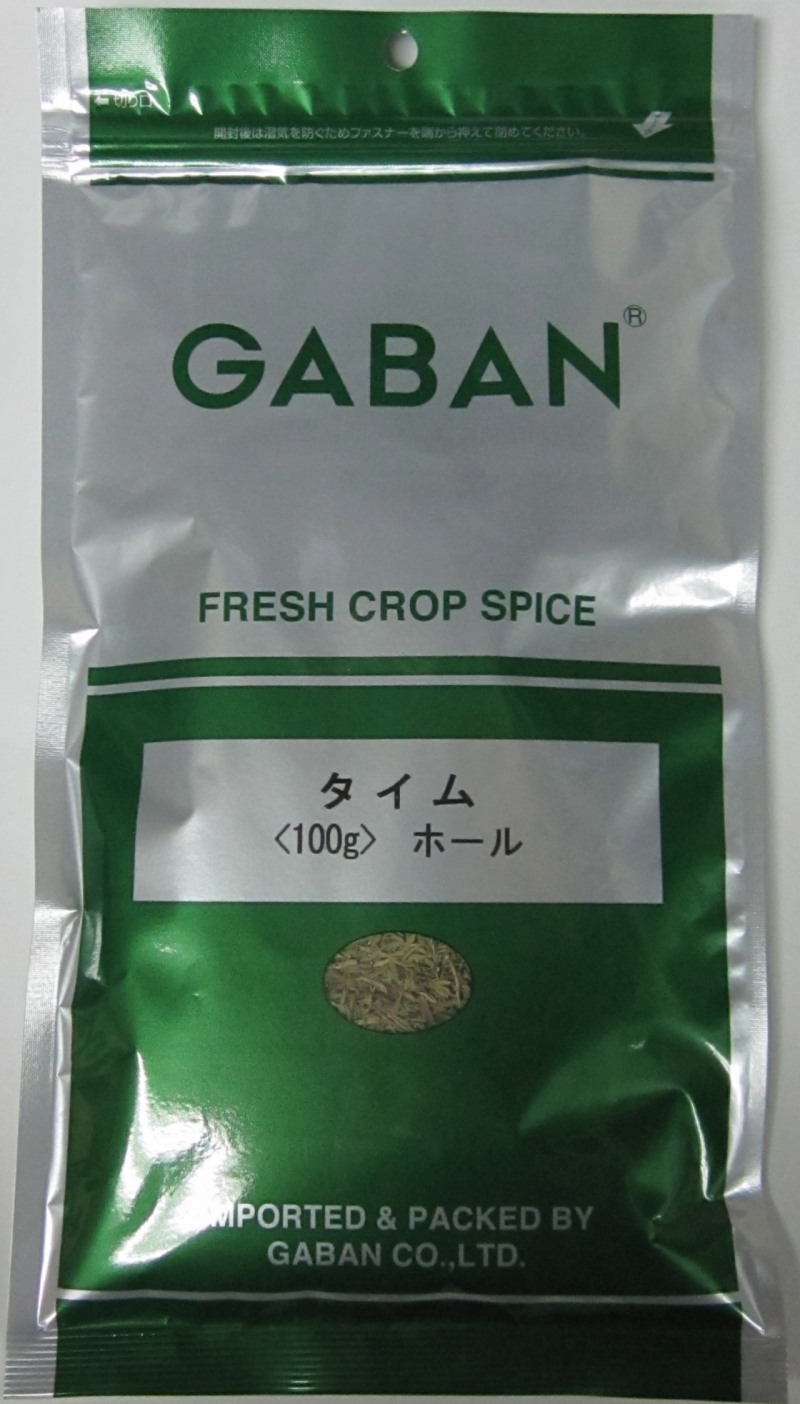 ←切り口
開封後は湿気を防ぐためファスナーを端から押えて閉めてください。
GABAN®
FRESH CROP SPICE
タイム
〈100g〉 ホール
IMPORTED & PACKED BY
GABAN CO.,LTD.